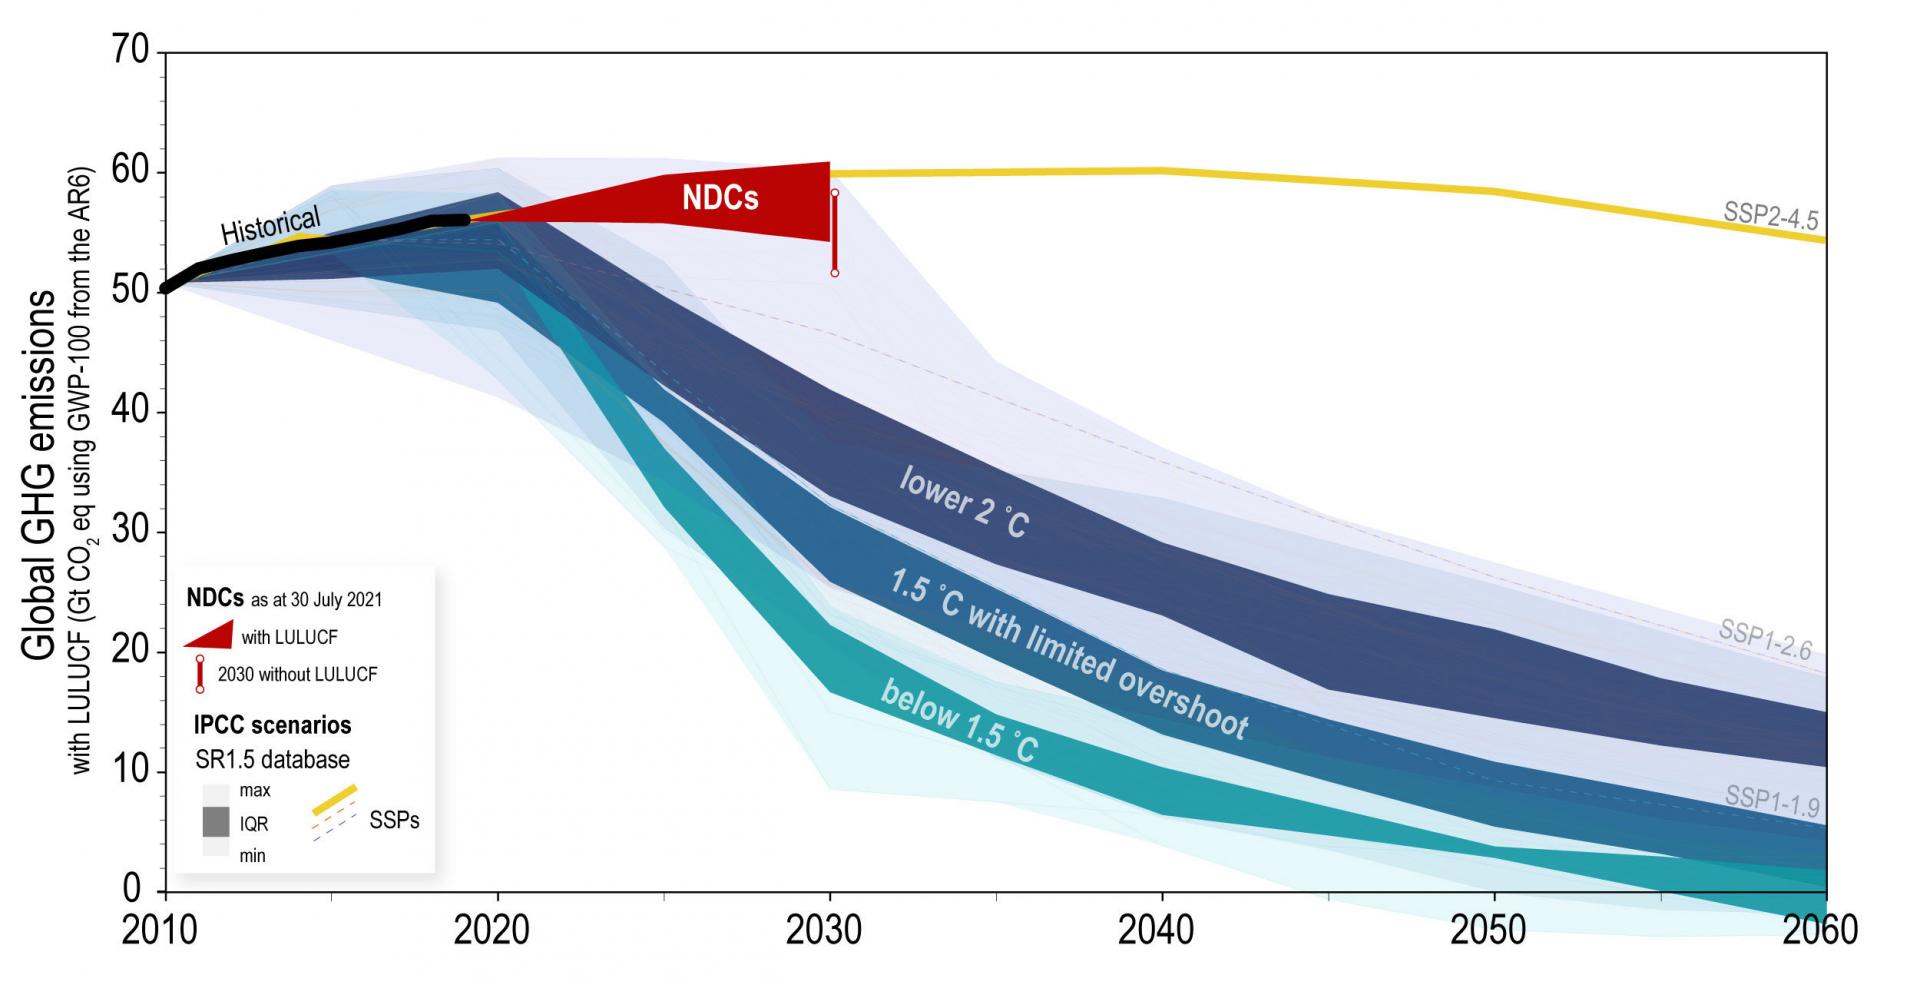 Global GHG emissions
with LULUCF (Gt CO₂ eq using GWP-100 from the AR6)
70
60
50
40
30
20
10
0
2010
2020
2030
2040
2050
2060
Historical
NDCs
SSP2-4.5
lower 2 °C
1.5 °C with limited overshoot
below 1.5 °C
SSP1-2.6
SSP1-1.9
NDCs as at 30 July 2021
with LULUCF
2030 without LULUCF
IPCC scenarios
SR1.5 database
max
IQR
min
SSPs